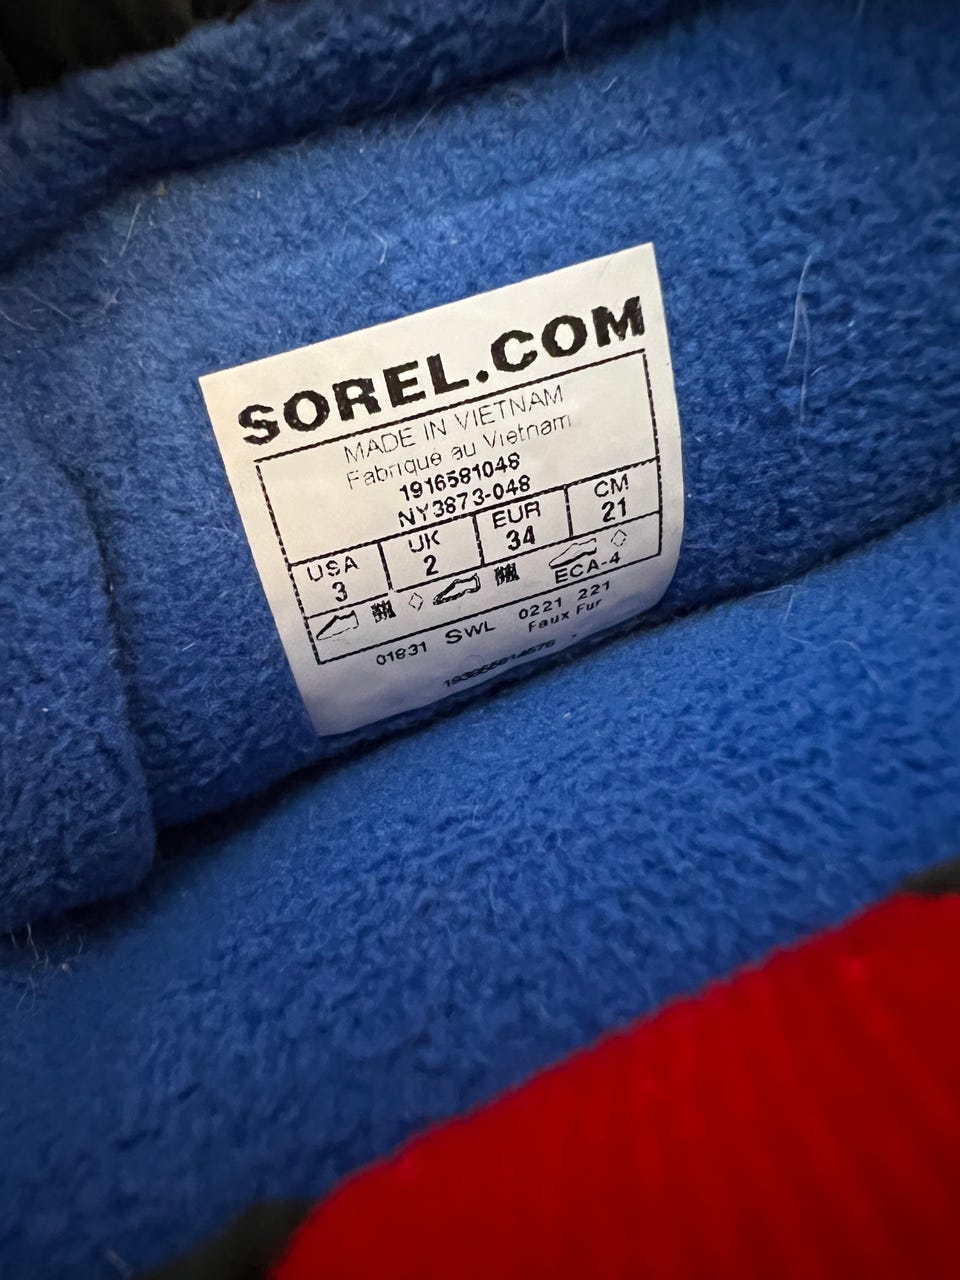 SOREL.COM
MADE IN VIETNAM
Fabrique au Vietnam
1916581048
NY3873-048
USA UK EUR CM
3 2 34 21
ECA-4
01831 SWL 0221 221
Faux Fur